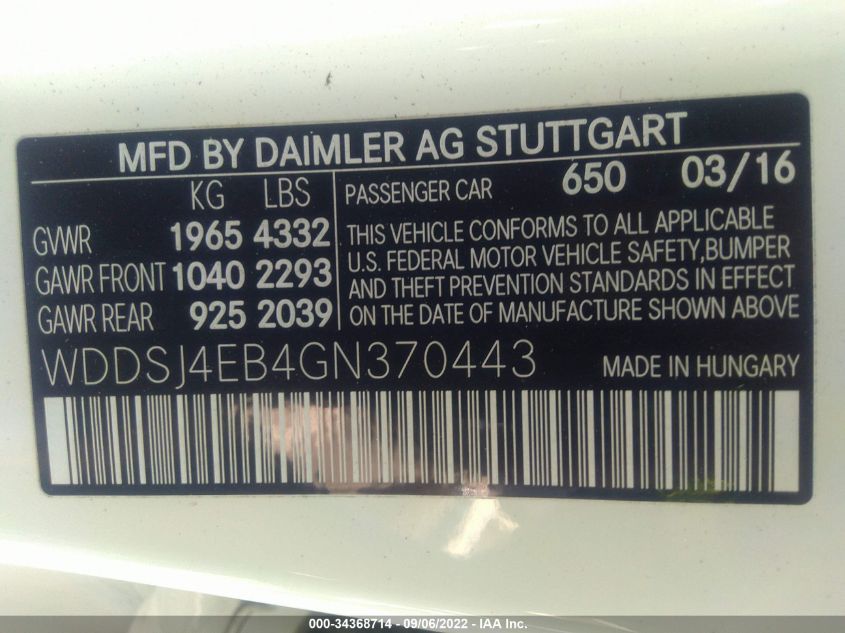 MFD BY DAIMLER AG STUTTGART
KG LBS
GVWR 1965 4332
GAWR FRONT 1040 2293
GAWR REAR 925 2039
PASSENGER CAR 650 03/16
THIS VEHICLE CONFORMS TO ALL APPLICABLE
U.S. FEDERAL MOTOR VEHICLE SAFETY,BUMPER
AND THEFT PREVENTION STANDARDS IN EFFECT
ON THE DATE OF MANUFACTURE SHOWN ABOVE
WDDSJ4EB4GN370443 MADE IN HUNGARY
000-34368714 - 09/06/2022 - IAA Inc.